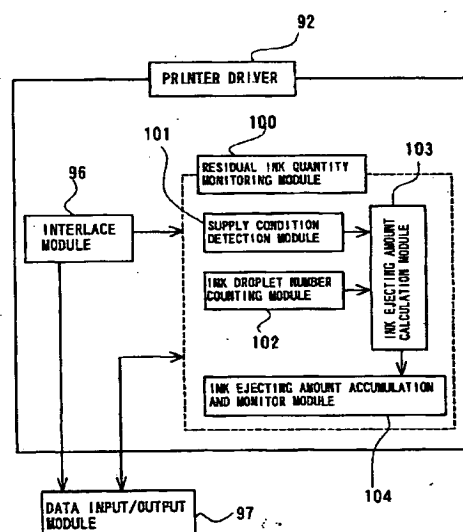 92
PRINTER DRIVER
100
101
103
96
RESIDUAL INK QUANTITY
MONITORING MODULE
INTERLACE
MODULE
SUPPLY CONDITION
DETECTION MODULE
INK EJECTING AMOUNT
CALCULATION MODULE
INK DROPLET NUMBER
COUNTING MODULE
102
INK EJECTING AMOUNT ACCUMULATION
AND MONITOR MODULE
104
DATA INPUT/OUTPUT
MODULE
97